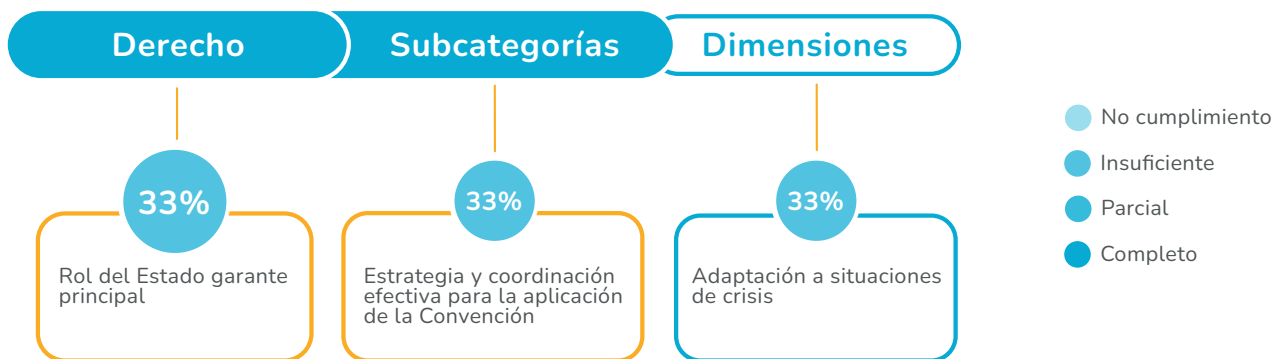 Derecho
Subcategorías
Dimensiones
33%
33%
33%
Rol del Estado garante
principal
Estrategia y coordinación
efectiva para la aplicación
de la Convención
Adaptación a situaciones
de crisis
No cumplimiento
Insuficiente
Parcial
Completo